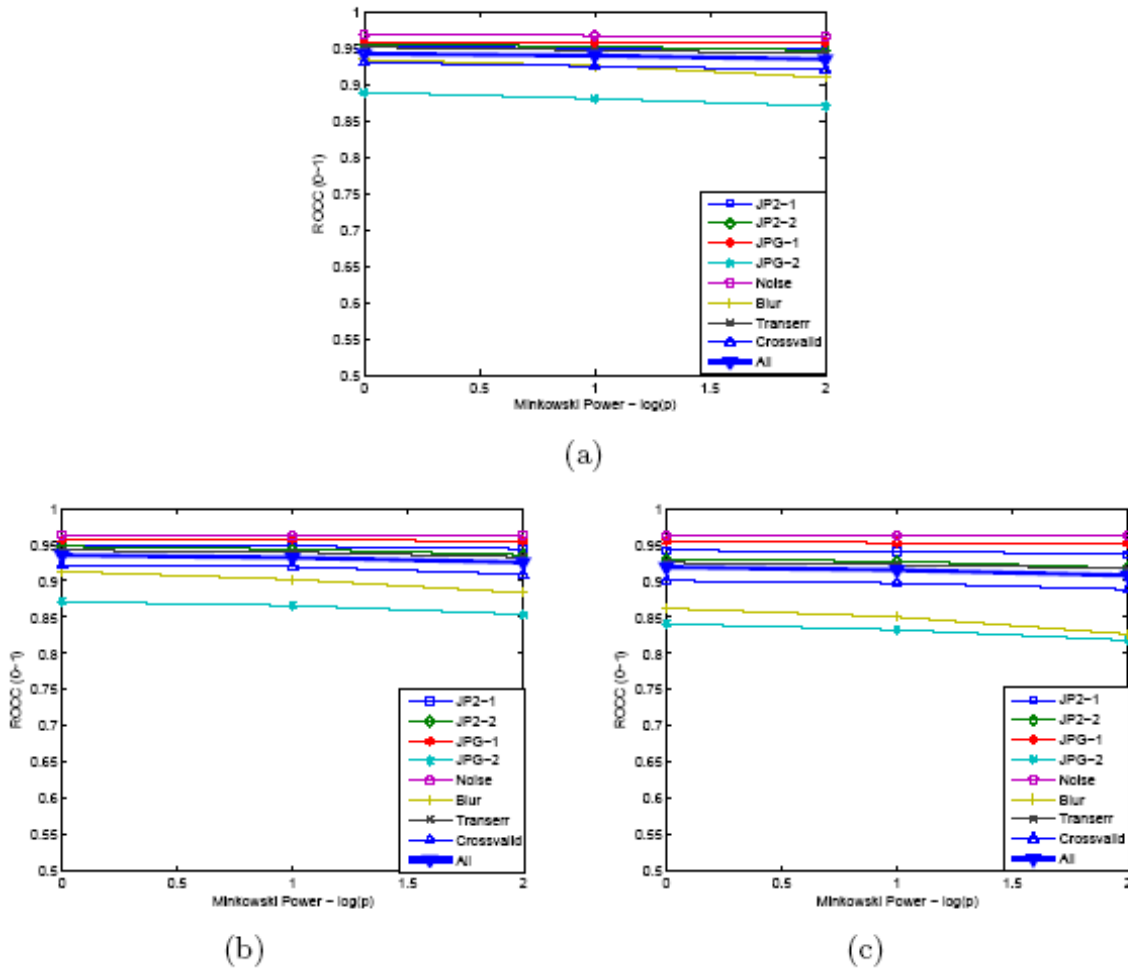 1
0.95
0.9
0.85
0.8
0.75
0.7
0.65
0.6
0.55
0.5
ROCC (0-1)
JP2-1
JP2-2
JPG-1
JPG-2
Noise
Blur
Transerr
Crossvalid
All
0 0.5 1 1.5 2
Minkowski Power - log(p)
(a)
1
0.95
0.9
0.85
0.8
0.75
0.7
0.65
0.6
0.55
0.5
ROCC (0-1)
JP2-1
JP2-2
JPG-1
JPG-2
Noise
Blur
Transerr
Crossvalid
All
0 0.5 1 1.5 2
Minkowski Power - log(p)
(b)
1
0.95
0.9
0.85
0.8
0.75
0.7
0.65
0.6
0.55
0.5
ROCC (0-1)
JP2-1
JP2-2
JPG-1
JPG-2
Noise
Blur
Transerr
Crossvalid
All
0 0.5 1 1.5 2
Minkowski Power - log(p)
(c)